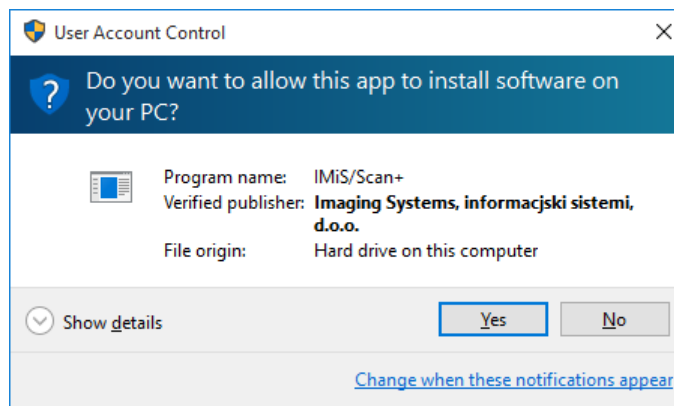 User Account Control
Do you want to allow this app to install software on
your PC?
Program name: IMiS/Scan+
Verified publisher: Imaging Systems, informacjski sistemi,
d.o.o.
File origin: Hard drive on this computer
Show details
Yes
No
Change when these notifications appear